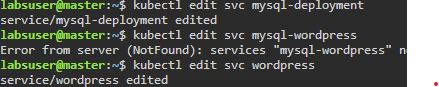 labsuser@master:~$ kubectl edit svc mysql-deployment
service/mysql-deployment edited
labsuser@master:~$ kubectl edit svc mysql-wordpress
Error from server (NotFound): services "mysql-wordpress"
labsuser@master:~$ kubectl edit svc wordpress
service/wordpress edited